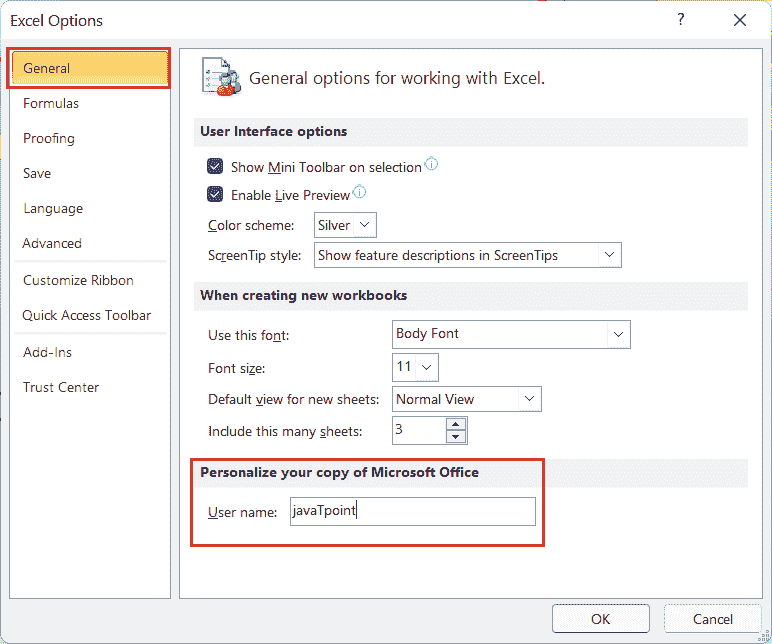 Excel Options ?
General
Formulas
Proofing
Save
Language
Advanced
Customize Ribbon
Quick Access Toolbar
Add-Ins
Trust Center
General options for working with Excel.
User Interface options
Show Mini Toolbar on selection
Enable Live Preview
Color scheme: Silver
ScreenTip style: Show feature descriptions in ScreenTips
When creating new workbooks
Use this font: Body Font
Font size: 11
Default view for new sheets: Normal View
Include this many sheets: 3
Personalize your copy of Microsoft Office
User name: javaTpoint
OK Cancel